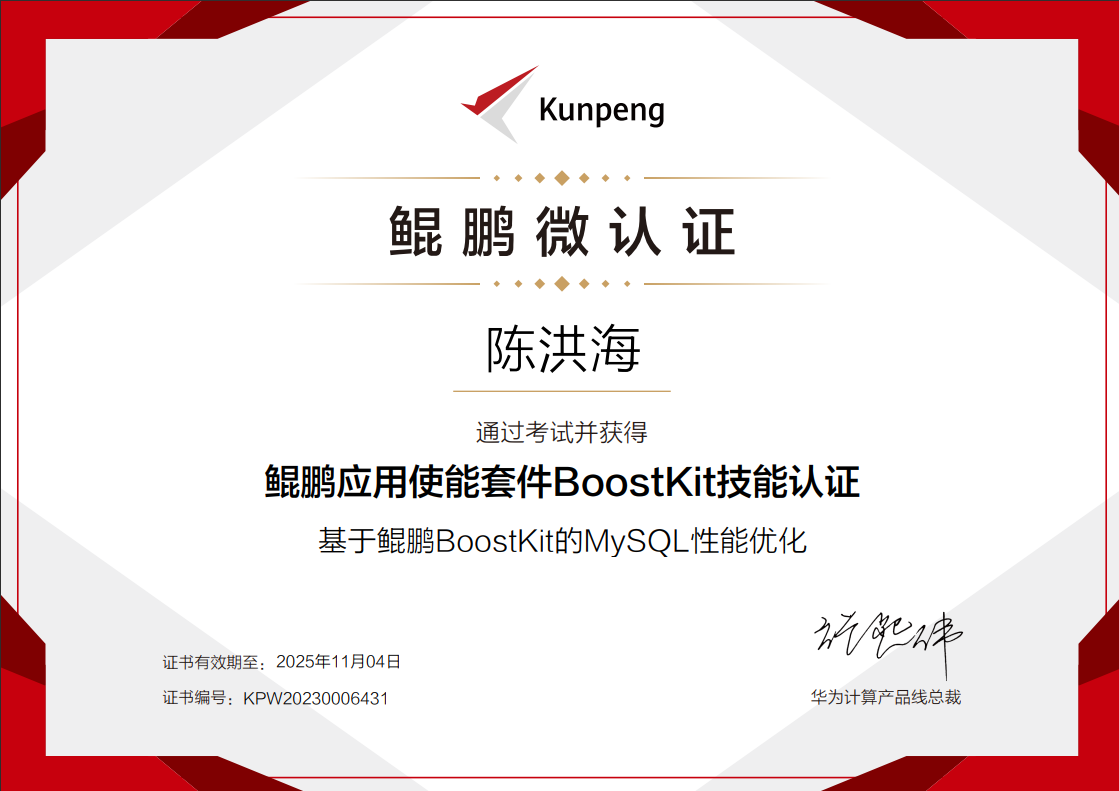 Kunpeng
鲲鹏微认证
陈洪海
通过考试并获得
鲲鹏应用使能套件BoostKit技能认证
基于鲲鹏BoostKit的MySQL性能优化
证书有效期至：2025年11月04日
证书编号：KPW20230006431
华为计算产品线总裁